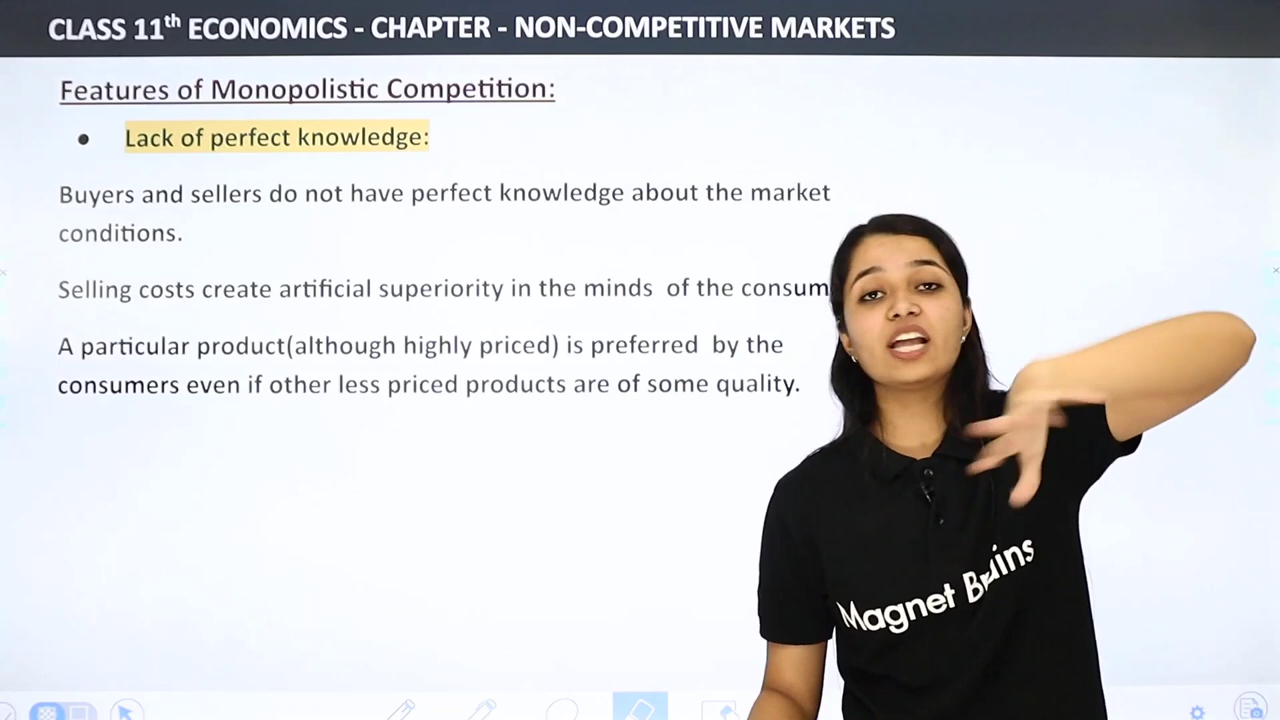 CLASS 11th ECONOMICS - CHAPTER - NON-COMPETITIVE MARKETS
Features of Monopolistic Competition:
• Lack of perfect knowledge:
Buyers and sellers do not have perfect knowledge about the market
conditions.
Selling costs create artificial superiority in the minds of the consum
A particular product(although highly priced) is preferred by the
consumers even if other less priced products are of some quality.
Magnet Brains